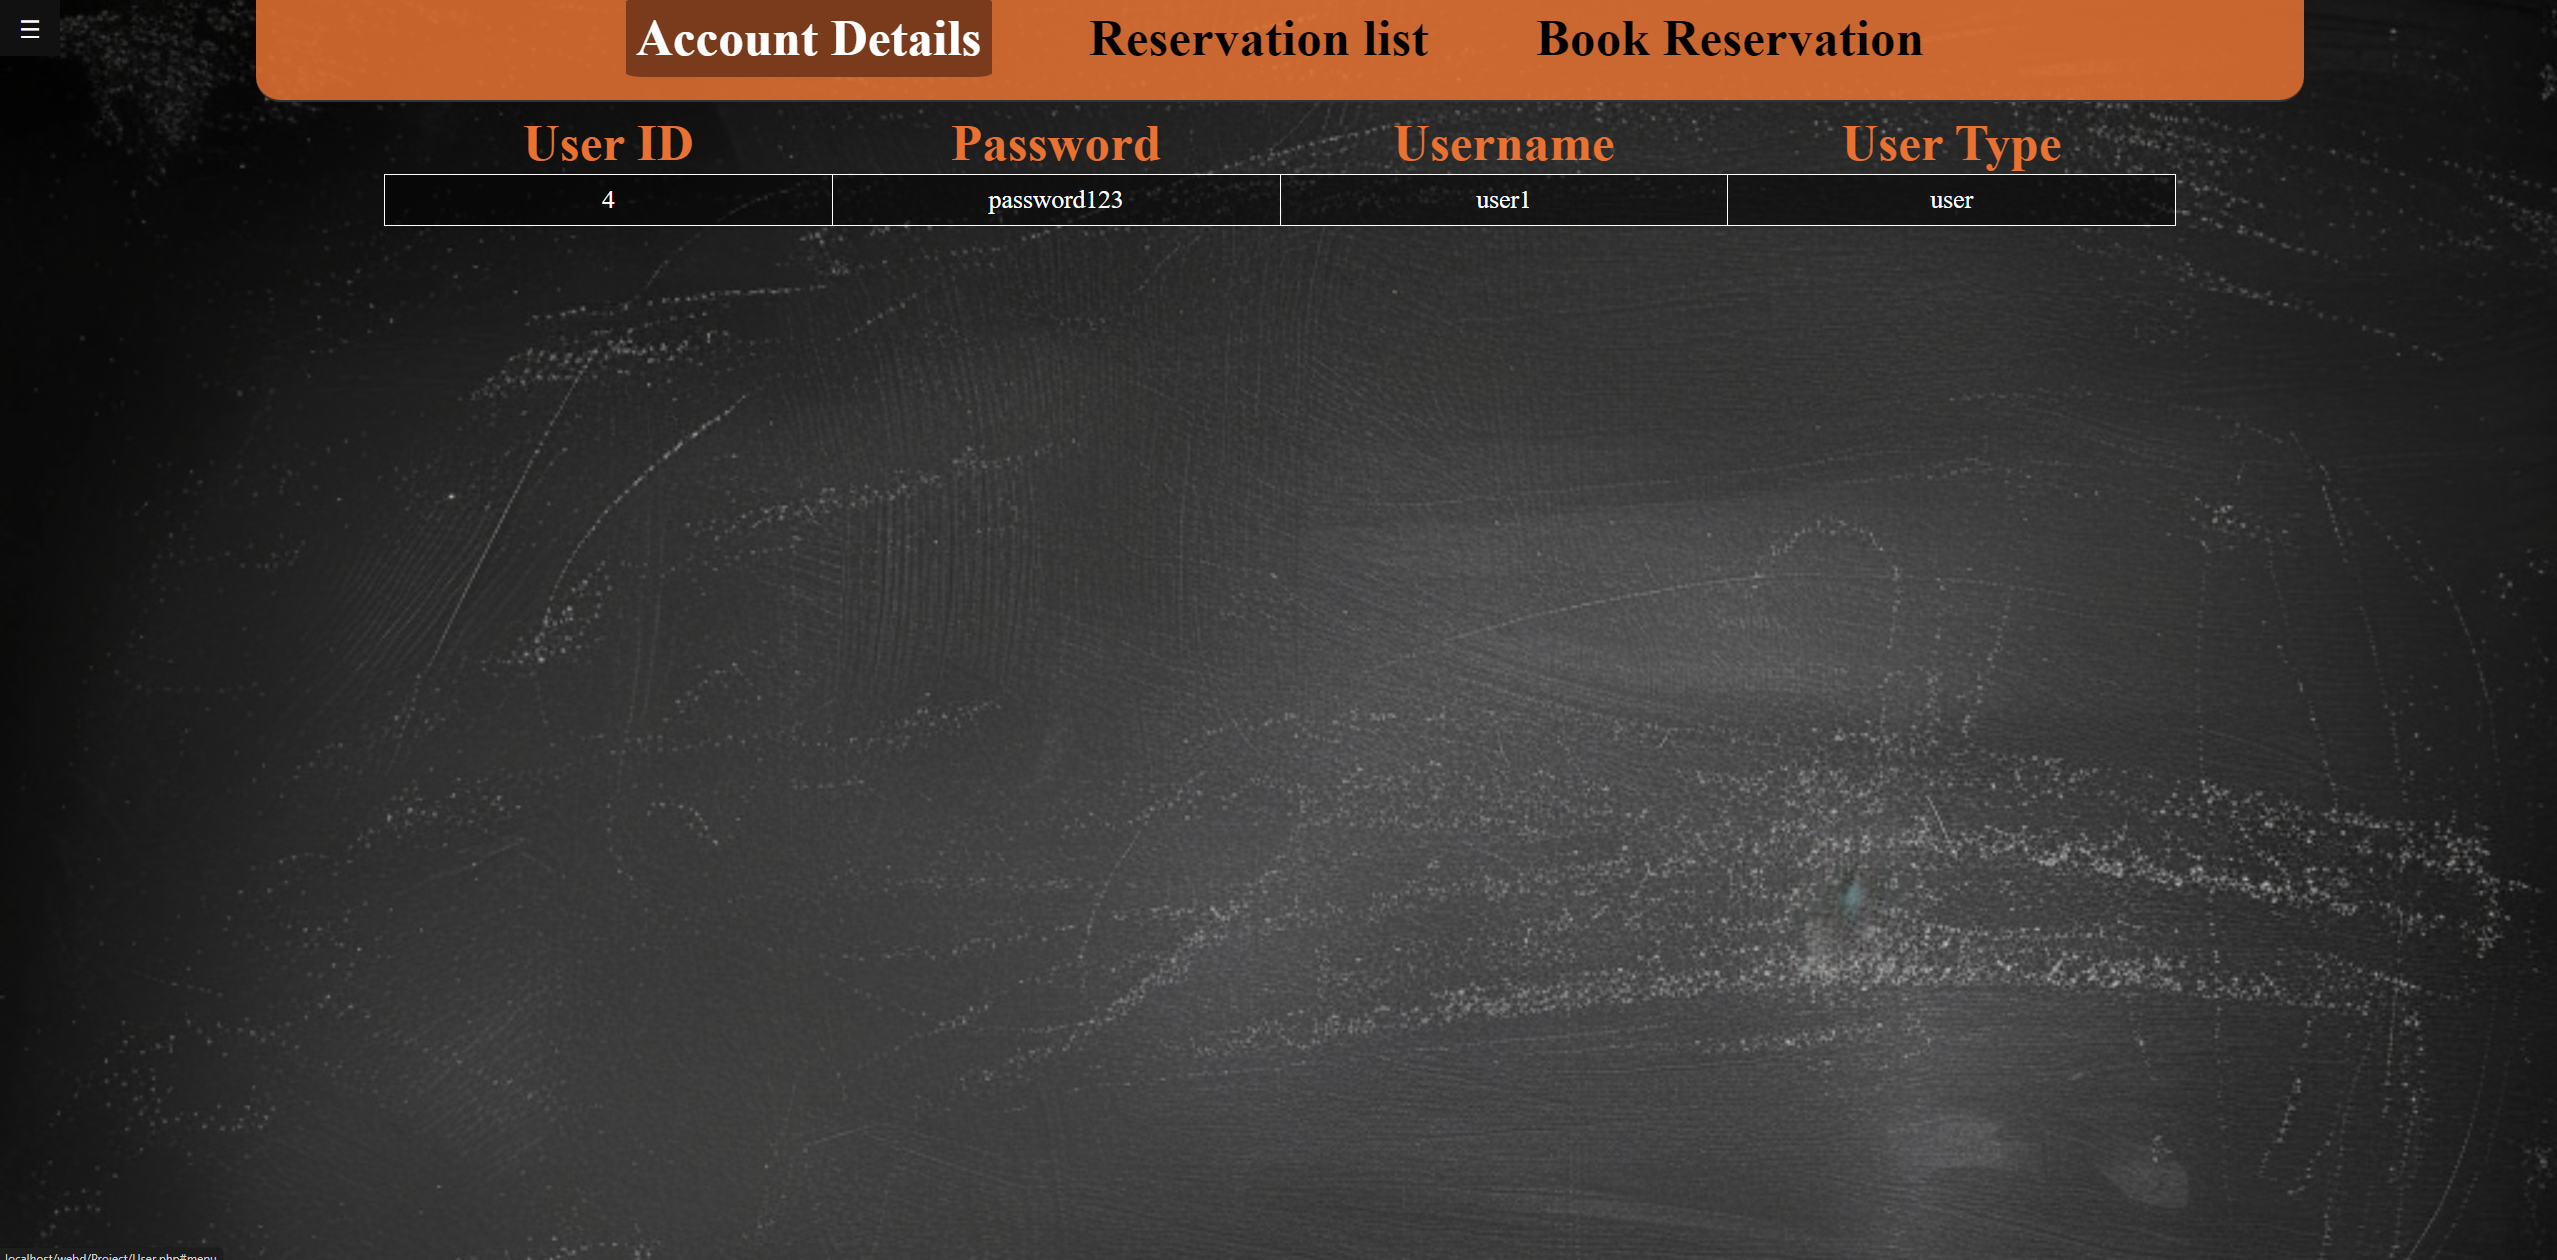 ☰
Account Details Reservation list Book Reservation
User ID Password Username User Type
4 password123 user1 user
localhost/webd/Project/User.php#menu